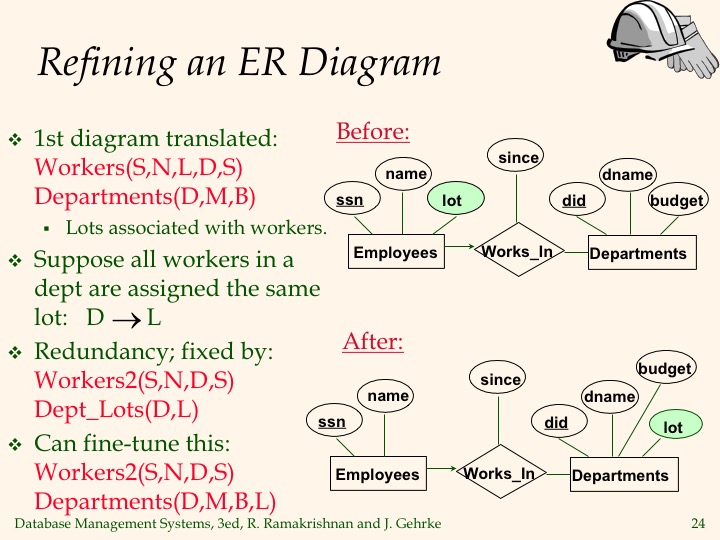 Refining an ER Diagram
❖ 1st diagram translated:
Workers(S,N,L,D,S)
Departments(D,M,B)
▪ Lots associated with workers.
❖ Suppose all workers in a
dept are assigned the same
lot: D → L
❖ Redundancy; fixed by:
Workers2(S,N,D,S)
Dept_Lots(D,L)
❖ Can fine-tune this:
Workers2(S,N,D,S)
Departments(D,M,B,L)
Before:
since
name
dname
ssn
lot
did
budget
Employees
Works_In
Departments
After:
budget
since
name
dname
ssn
did
lot
Employees
Works_In
Departments
Database Management Systems, 3ed, R. Ramakrishnan and J. Gehrke
24